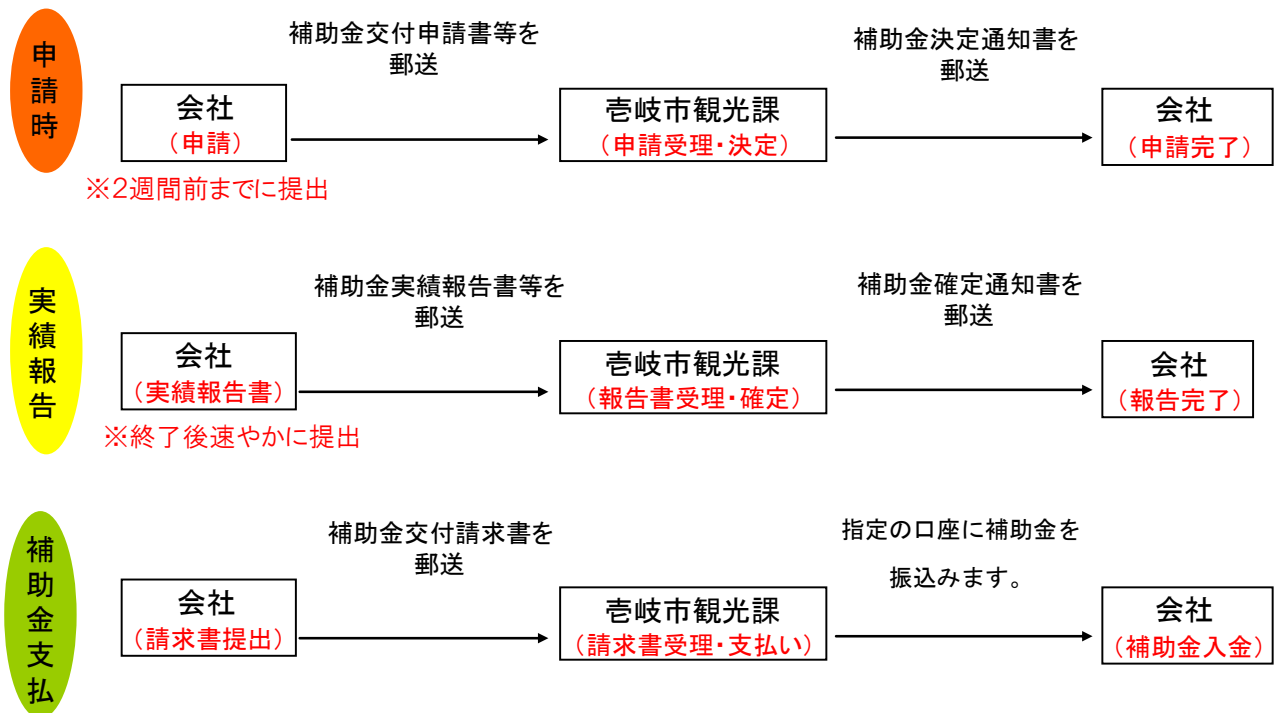 申請時
補助金交付申請書等を
郵送
補助金決定通知書を
郵送
会社
（申請）
壱岐市観光課
（申請受理・決定）
会社
（申請完了）
※2週間前までに提出
実績報告
補助金実績報告書等を
郵送
補助金確定通知書を
郵送
会社
（実績報告書）
壱岐市観光課
（報告書受理・確定）
会社
（報告完了）
※終了後速やかに提出
補助金支払
補助金交付請求書を
郵送
指定の口座に補助金を
振込みます。
会社
（請求書提出）
壱岐市観光課
（請求書受理・支払い）
会社
（補助金入金）